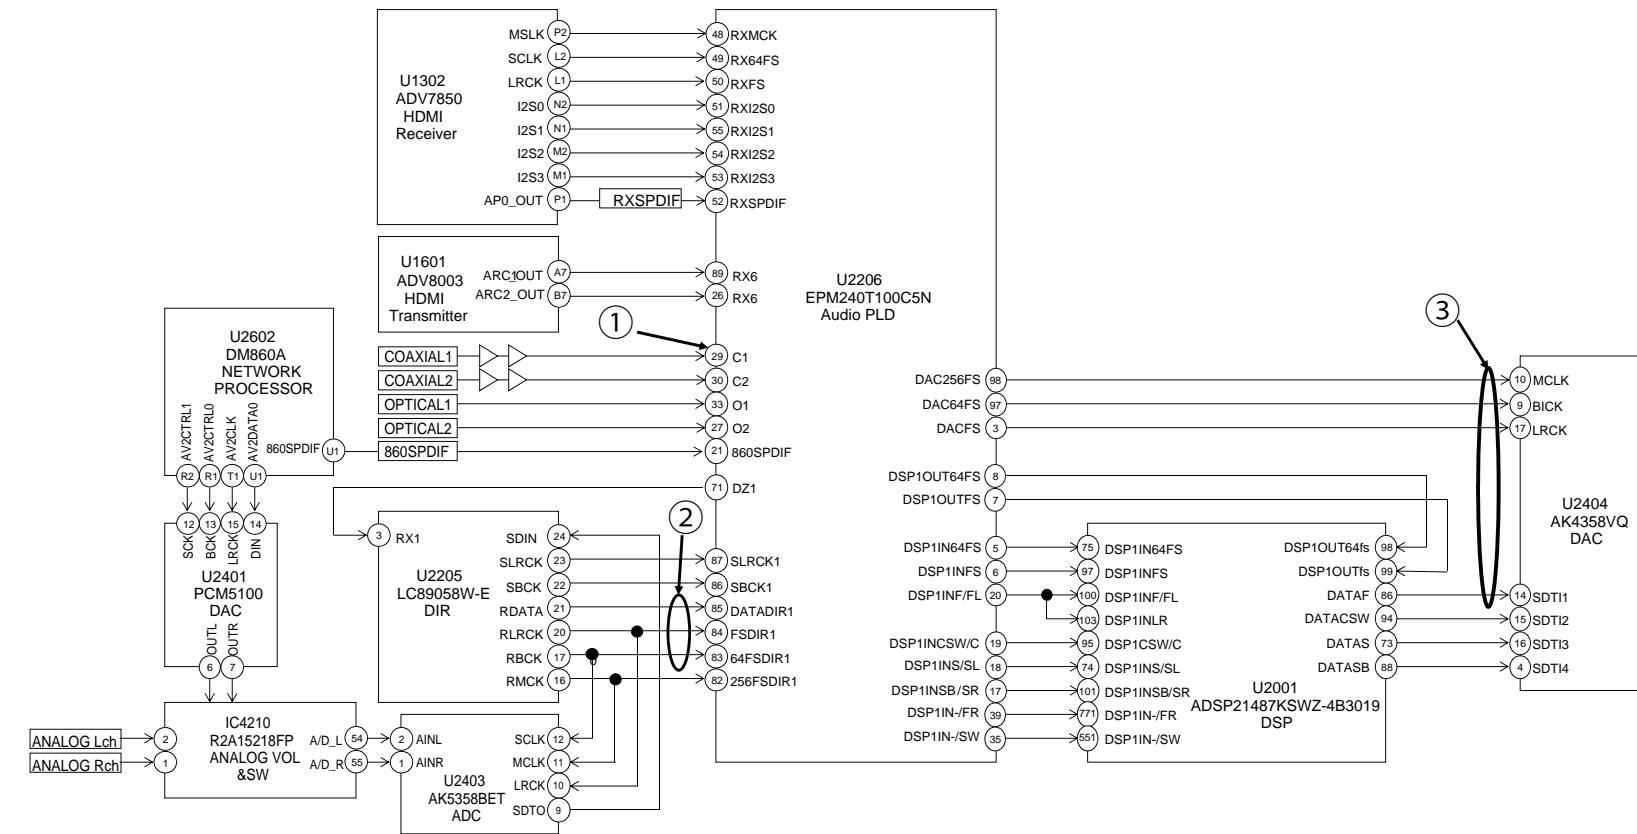 U1302
ADV7850
HDMI
Receiver
MSLK P2
SCLK L2
LRCK L1
I2S0 N2
I2S1 N1
I2S2 M2
I2S3 M1
AP0_OUT P1
RXSPDIF
48 RXMCK
49 RX64FS
50 RXFS
51 RXI2S0
55 RXI2S1
54 RXI2S2
53 RXI2S3
52 RXSPDIF
U1601
ADV8003
HDMI
Transmitter
ARC1OUT A7
ARC2_OUT B7
89 RX6
26 RX6
U2206
EPM240T100C5N
Audio PLD
1
COAXIAL1
COAXIAL2
OPTICAL1
OPTICAL2
860SPDIF
29 C1
30 C2
33 O1
27 O2
21 860SPDIF
71 DZ1
U2602
DM860A
NETWORK
PROCESSOR
AV2CTRL1
AV2CTRL0
AV2CLK
AV2DATA0
860SPDIF U1
R2 R1 T1 U1
12 13 15 14
SCK
BCK
LRCK
DIN
U2401
PCM5100
DAC
OUTL
OUTR
6 7
3 RX1
U2205
LC89058W-E
DIR
SDIN 24
SLRCK 23
SBCK 22
RDATA 21
RLRCK 20
RBCK 17
RMCK 16
2
87 SLRCK1
86 SBCK1
85 DATADIR1
84 FSDIR1
83 64FSDIR1
82 256FSDIR1
ANALOG Lch
ANALOG Rch
2
1
IC4210
R2A15218FP
ANALOG VOL
&SW
A/D_L 54
A/D_R 55
2 AINL
1 AINR
U2403
AK5358BET
ADC
SCLK 12
MCLK 11
LRCK 10
SDTO 9
DAC256FS 98
DAC64FS 97
DACFS 3
DSP1OUT64FS 8
DSP1OUTFS 7
DSP1IN64FS 5
DSP1INFS 6
DSP1INF/FL 20
DSP1INCSW/C 19
DSP1INS/SL 18
DSP1INSB/SR 17
DSP1IN-/FR 39
DSP1IN-/SW 35
75 DSP1IN64FS
97 DSP1INFS
100 DSP1INF/FL
103 DSP1INLR
95 DSP1CSW/C
74 DSP1INS/SL
101 DSP1INSB/SR
771 DSP1IN-/FR
551 DSP1IN-/SW
DSP1OUT64fs 98
DSP1OUTfs 99
DATAF 86
DATACSW 94
DATAS 73
DATASB 88
U2001
ADSP21487KSWZ-4B3019
DSP
3
10 MCLK
9 BICK
17 LRCK
U2404
AK4358VQ
DAC
14 SDTI1
15 SDTI2
16 SDTI3
4 SDTI4